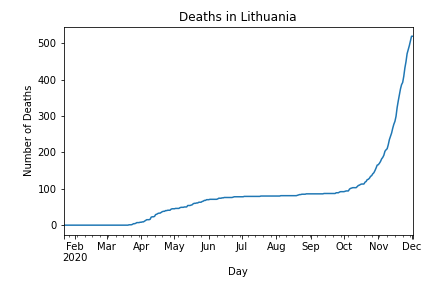 Deaths in Lithuania
Number of Deaths
500
400
300
200
100
0
Feb Mar Apr May Jun Jul Aug Sep Oct Nov Dec
2020
Day